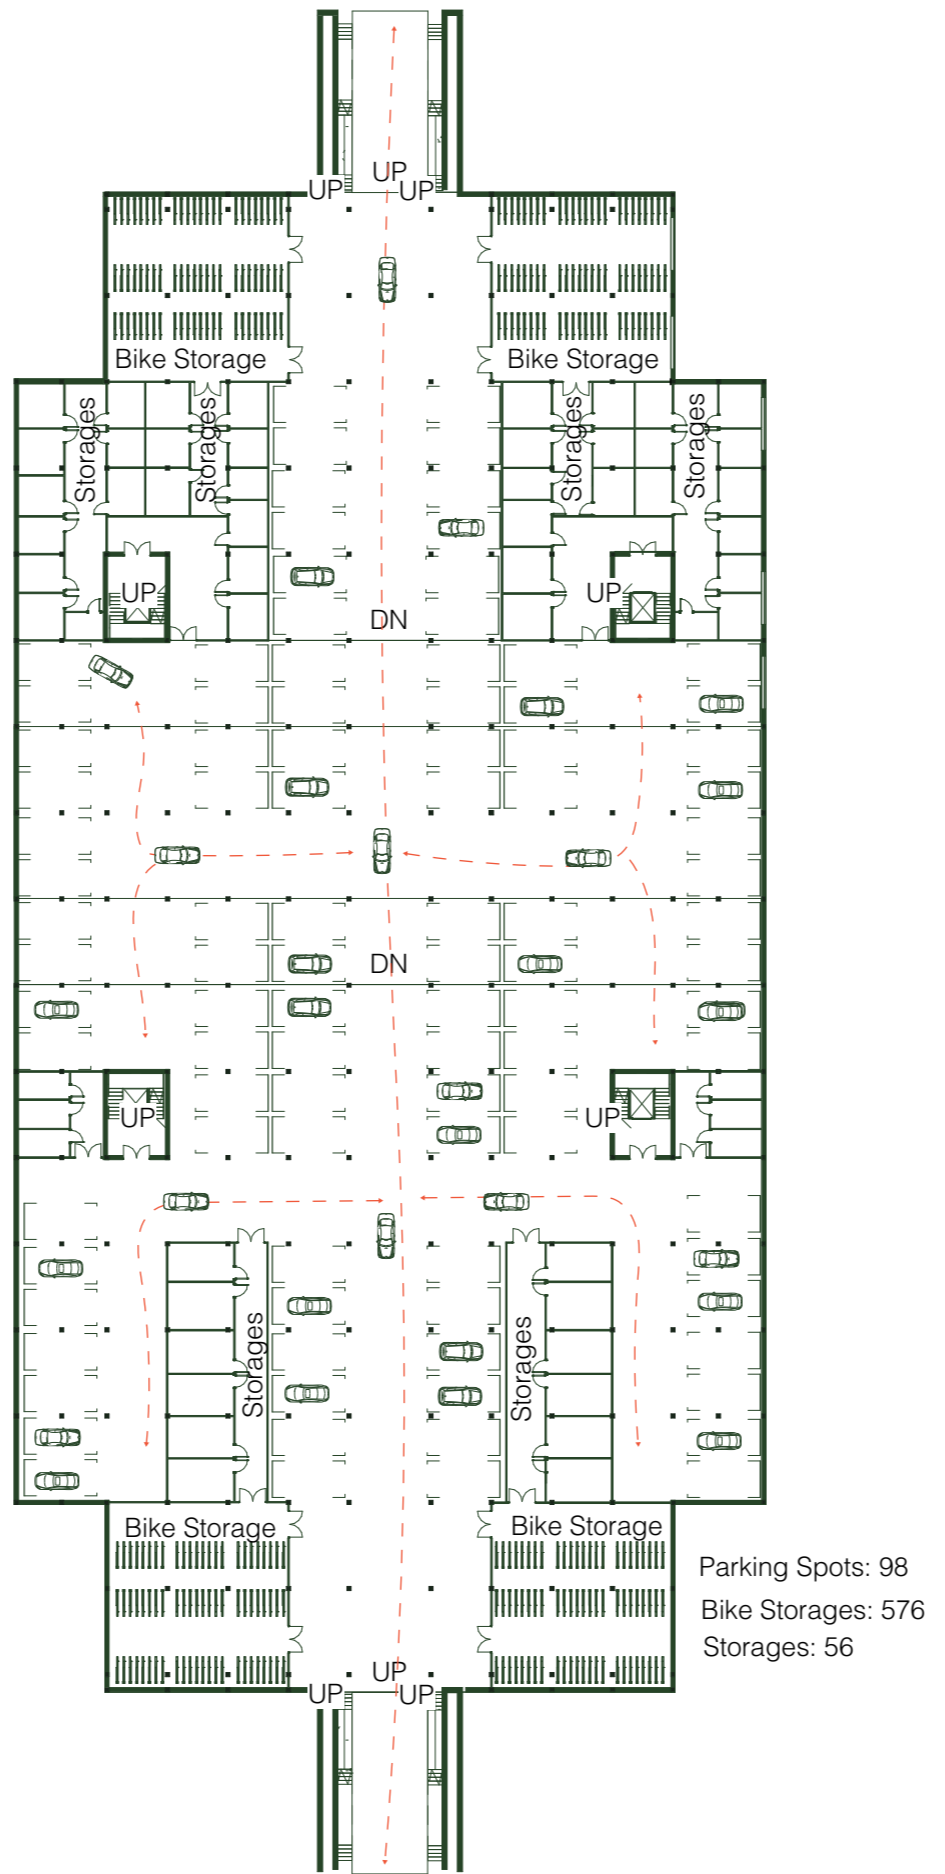 UP
UP
UP
Bike Storage
Bike Storage
Storages
Storages
Storages
Storages
UP
UP
DN
DN
UP
UP
Storages
Storages
Bike Storage
Bike Storage
Parking Spots: 98
Bike Storages: 576
Storages: 56
UP
UP
UP